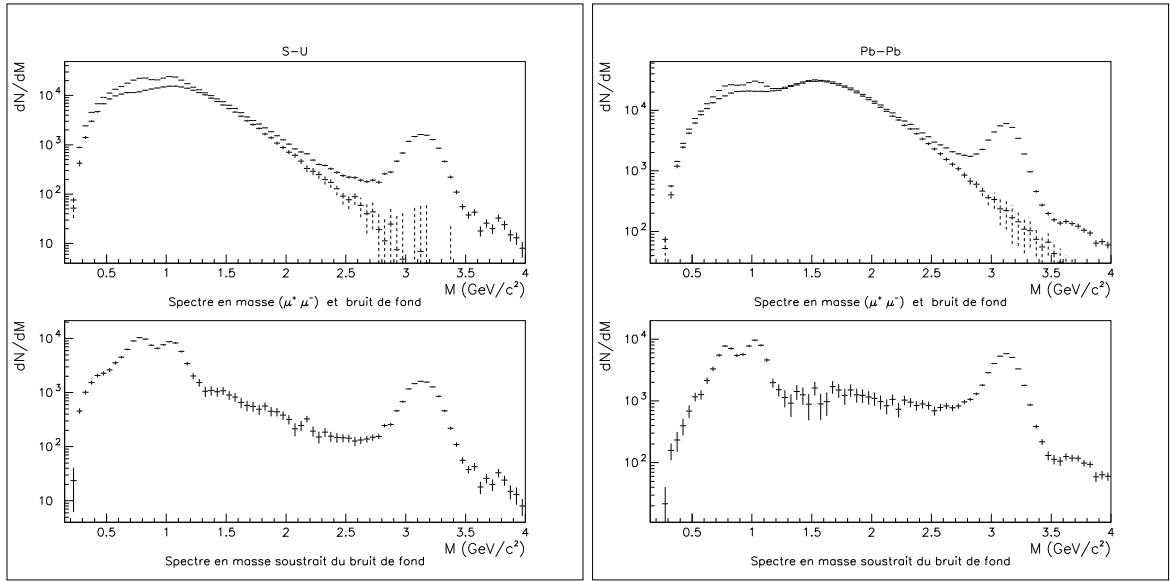 S-U
dN/dM
10^4
10^3
10^2
10
0.5 1 1.5 2 2.5 3 3.5 4
M (GeV/c²)
Spectre en masse (μ⁺ μ⁻) et bruit de fond
dN/dM
10^4
10^3
10^2
10
0.5 1 1.5 2 2.5 3 3.5 4
M (GeV/c²)
Spectre en masse soustrait du bruit de fond
Pb-Pb
dN/dM
10^4
10^3
10^2
0.5 1 1.5 2 2.5 3 3.5 4
M (GeV/c²)
Spectre en masse (μ⁺ μ⁻) et bruit de fond
dN/dM
10^4
10^3
10^2
0.5 1 1.5 2 2.5 3 3.5 4
M (GeV/c²)
Spectre en masse soustrait du bruit de fond